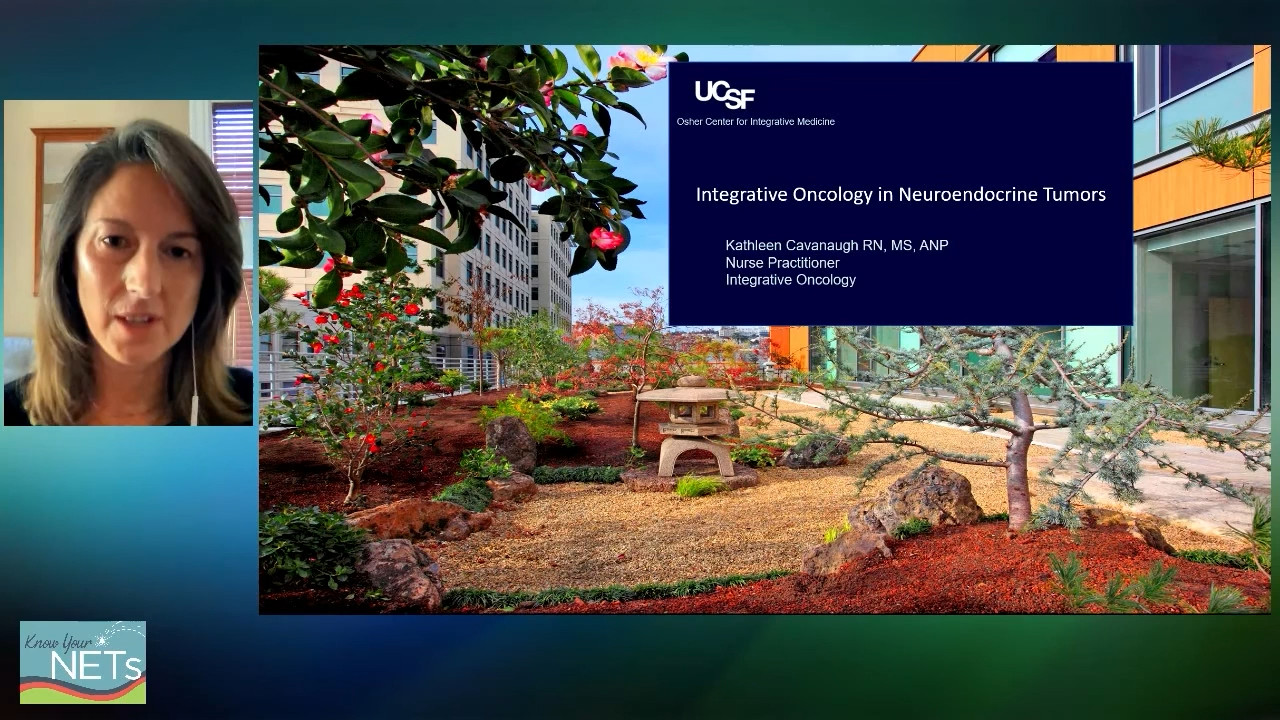 UCSF
Osher Center for Integrative Medicine
Integrative Oncology in Neuroendocrine Tumors
Kathleen Cavanaugh RN, MS, ANP
Nurse Practitioner
Integrative Oncology
Know Your
NETs